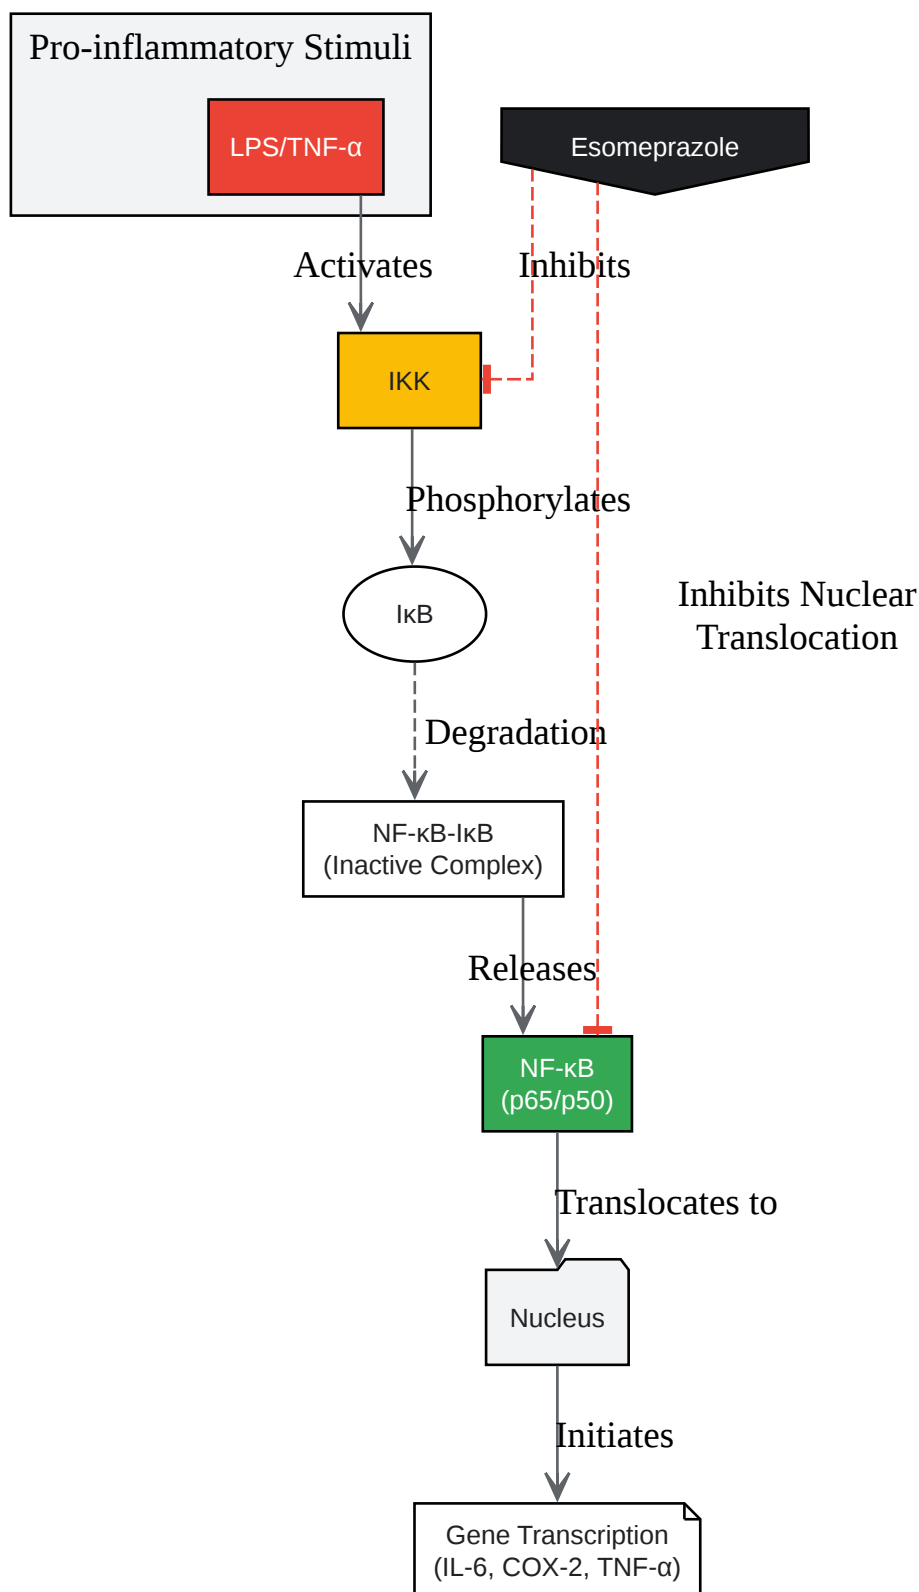 Pro-inflammatory Stimuli
LPS/TNF-α
Esomeprazole
Activates
Inhibits
IKK
Phosphorylates
IκB
Inhibits Nuclear
Translocation
Degradation
NF-κB-IκB
(Inactive Complex)
Releases
NF-κB
(p65/p50)
Translocates to
Nucleus
Initiates
Gene Transcription
(IL-6, COX-2, TNF-α)